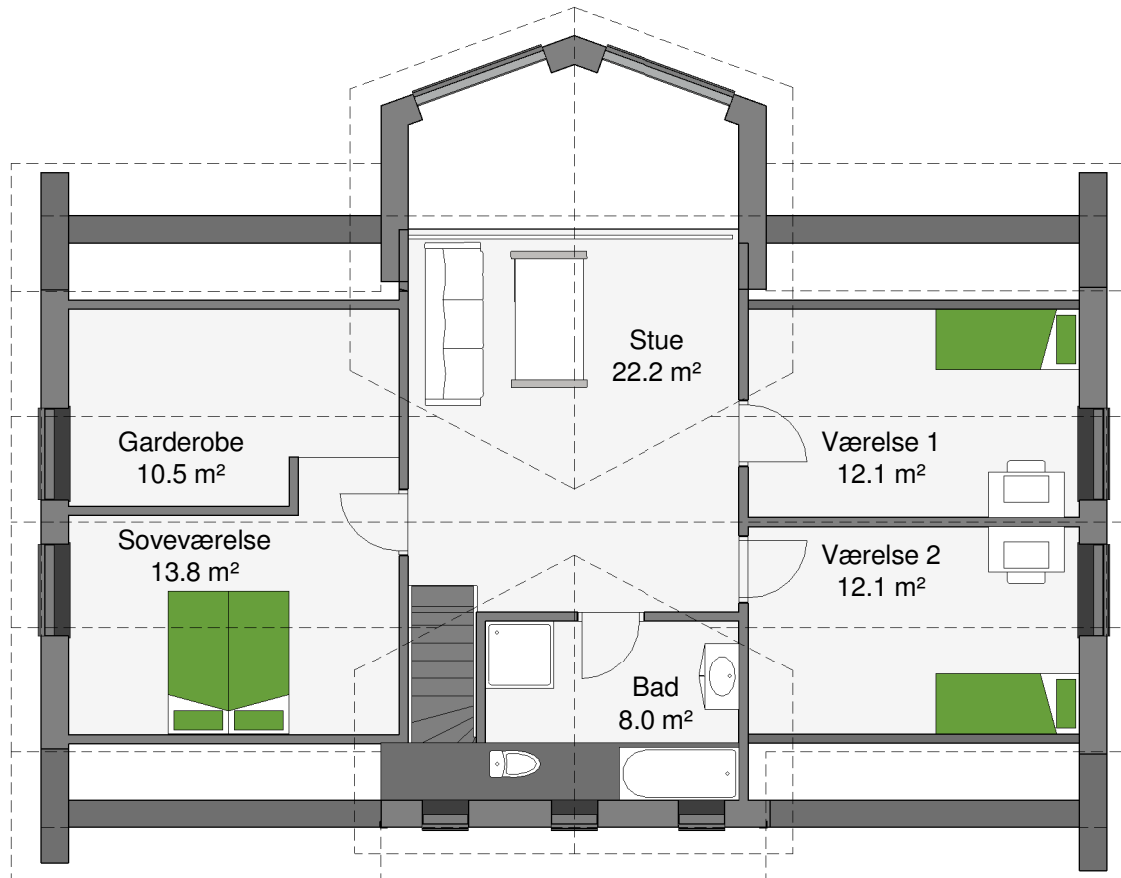 Stue
22.2 m²
Garderobe
10.5 m²
Værelse 1
12.1 m²
Soveværelse
13.8 m²
Værelse 2
12.1 m²
Bad
8.0 m²